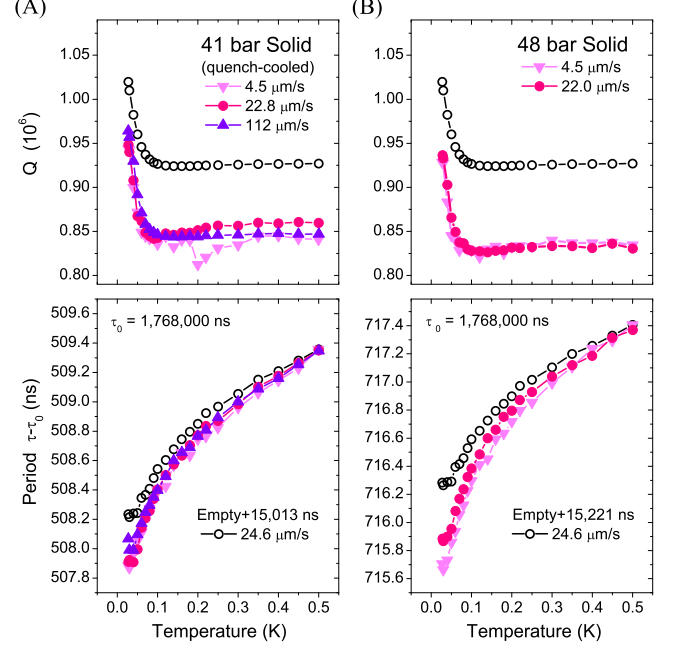 (A)
(B)
41 bar Solid
(quench-cooled)
4.5 μm/s
22.8 μm/s
112 μm/s
48 bar Solid
4.5 μm/s
22.0 μm/s
Q (10⁶)
1.05
1.00
0.95
0.90
0.85
0.80
1.05
1.00
0.95
0.90
0.85
0.80
τ₀ = 1,768,000 ns
τ₀ = 1,768,000 ns
Period τ-τ₀ (ns)
509.6
509.4
509.2
509.0
508.8
508.6
508.4
508.2
508.0
507.8
717.4
717.2
717.0
716.8
716.6
716.4
716.2
716.0
715.8
715.6
Empty+15,013 ns
24.6 μm/s
Empty+15,221 ns
24.6 μm/s
0.0 0.1 0.2 0.3 0.4 0.5
0.0 0.1 0.2 0.3 0.4 0.5
Temperature (K)
Temperature (K)